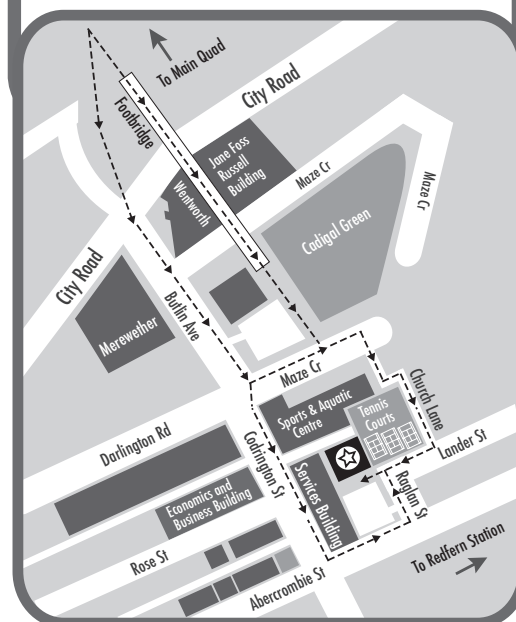 To Main Quad
City Road
Footbridge
Jane Foss
Russell
Building
Wentworth
Maze Cr
Maze Cr
Cadigal Green
City Road
Merewether
Butlin Ave
Maze Cr
Sports & Aquatic
Centre
Tennis
Courts
Church Lane
Darlington Rd
Codrington St
Lander St
Economics and
Business Building
Services Building
Raglan St
Rose St
Abercrombie St
To Redfern Station